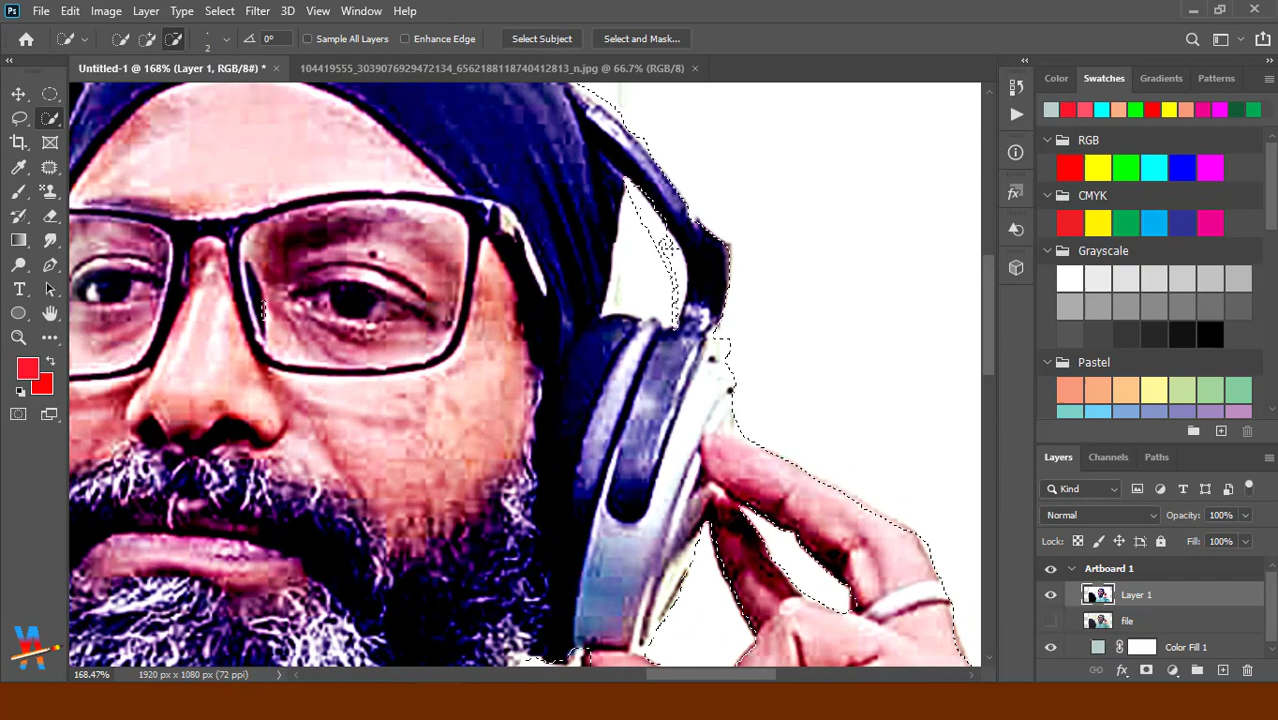 Ps File Edit Image Layer Type Select Filter 3D View Window Help
2 0° Sample All Layers Enhance Edge Select Subject Select and Mask...
Untitled-1 @ 168% (Layer 1, RGB/8#) * × 104419555_3039076929472134_6562188118740412813_n.jpg @ 66.7% (RGB/8) ×
Color Swatches Gradients Patterns
RGB
CMYK
Grayscale
Pastel
Layers Channels Paths
Kind
Normal Opacity: 100%
Lock: Fill: 100%
Artboard 1
Layer 1
file
Color Fill 1
fx
168.47% 1920 px x 1080 px (72 ppi)